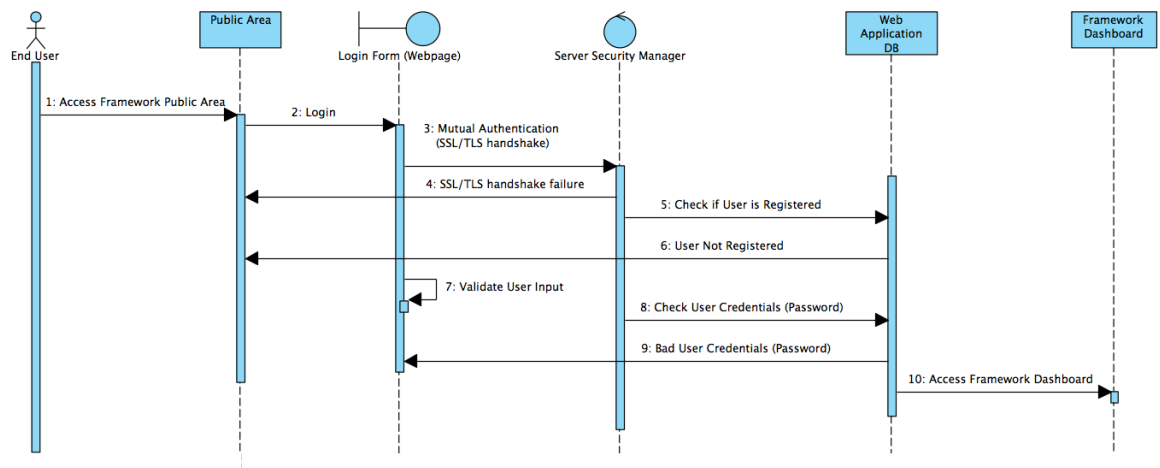 Public Area
Web
Application
DB
Framework
Dashboard
End User
Login Form (Webpage)
Server Security Manager
1: Access Framework Public Area
2: Login
3: Mutual Authentication
(SSL/TLS handshake)
4: SSL/TLS handshake failure
5: Check if User is Registered
6: User Not Registered
7: Validate User Input
8: Check User Credentials (Password)
9: Bad User Credentials (Password)
10: Access Framework Dashboard